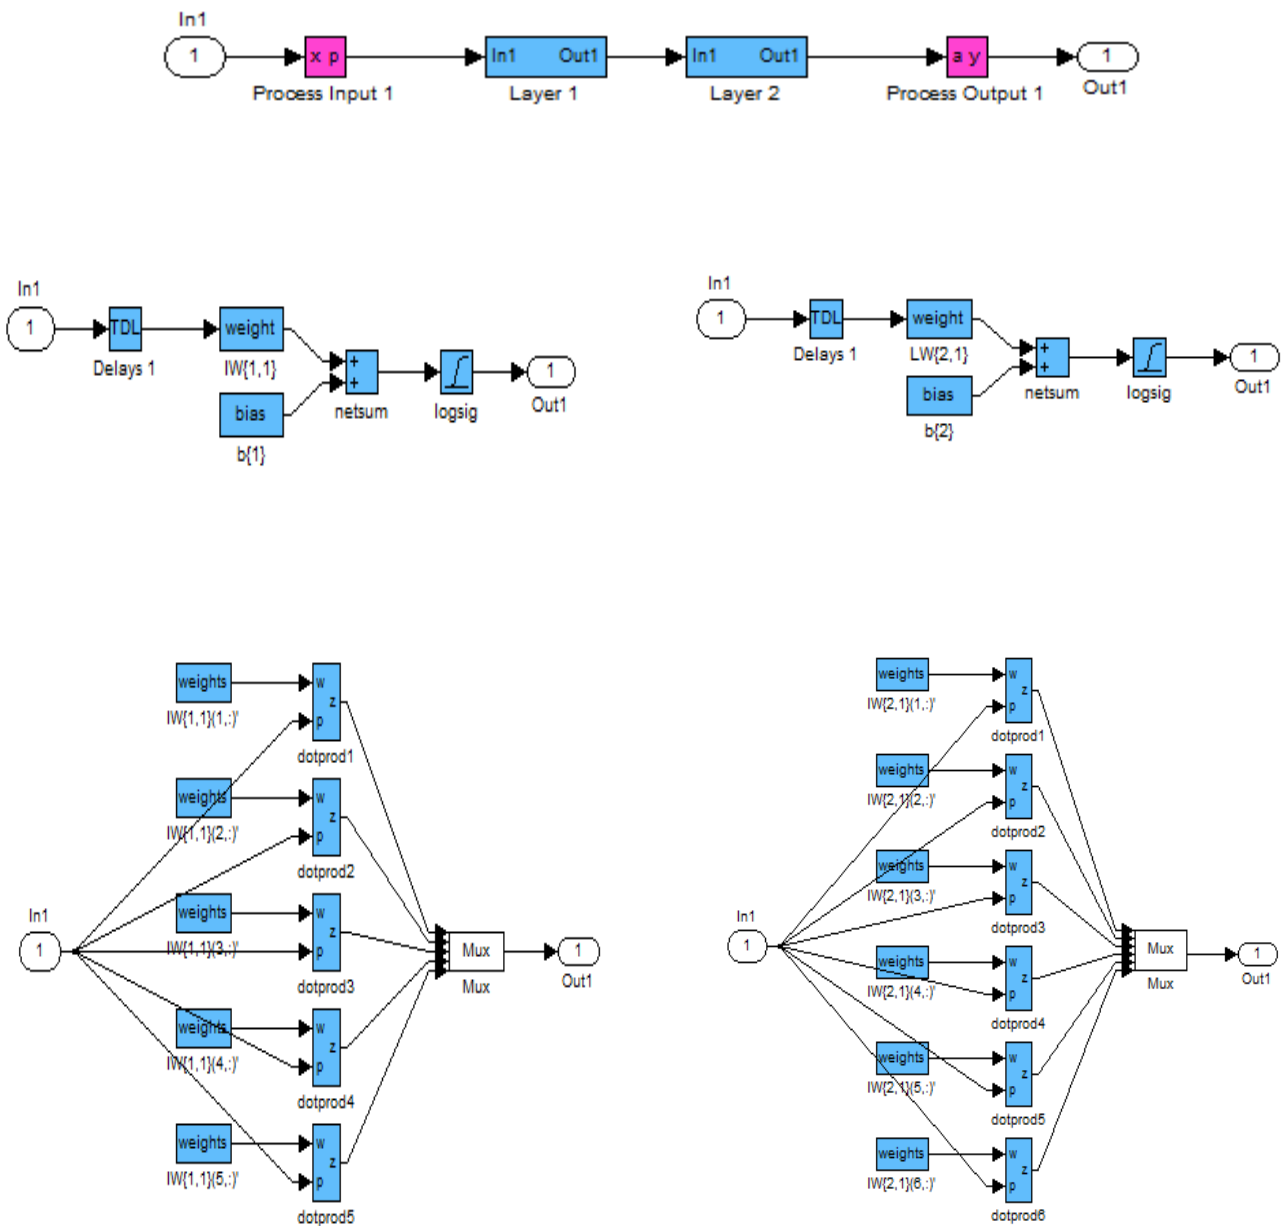 In1
1
x p
In1 Out1
In1 Out1
a y
1
Process Input 1
Layer 1
Layer 2
Process Output 1
Out1
In1
1
TDL
Delays 1
weight
IW{1,1}
bias
b{1}
+
+
netsum
logsig
1
Out1
In1
1
TDL
Delays 1
weight
LW{2,1}
bias
b{2}
+
+
netsum
logsig
1
Out1
weights
IW{1,1}(1,:)'
w
z
p
dotprod1
weights
IW{1,1}(2,:)'
w
z
p
dotprod2
In1
1
weights
IW{1,1}(3,:)'
w
z
p
dotprod3
Mux
Mux
1
Out1
weights
IW{1,1}(4,:)'
w
z
p
dotprod4
weights
IW{1,1}(5,:)'
w
z
p
dotprod5
weights
IW{2,1}(1,:)'
w
z
p
dotprod1
weights
IW{2,1}(2,:)'
w
z
p
dotprod2
weights
IW{2,1}(3,:)'
w
z
p
dotprod3
In1
1
Mux
Mux
1
Out1
weights
IW{2,1}(4,:)'
w
z
p
dotprod4
weights
IW{2,1}(5,:)'
w
z
p
dotprod5
weights
IW{2,1}(6,:)'
w
z
p
dotprod6